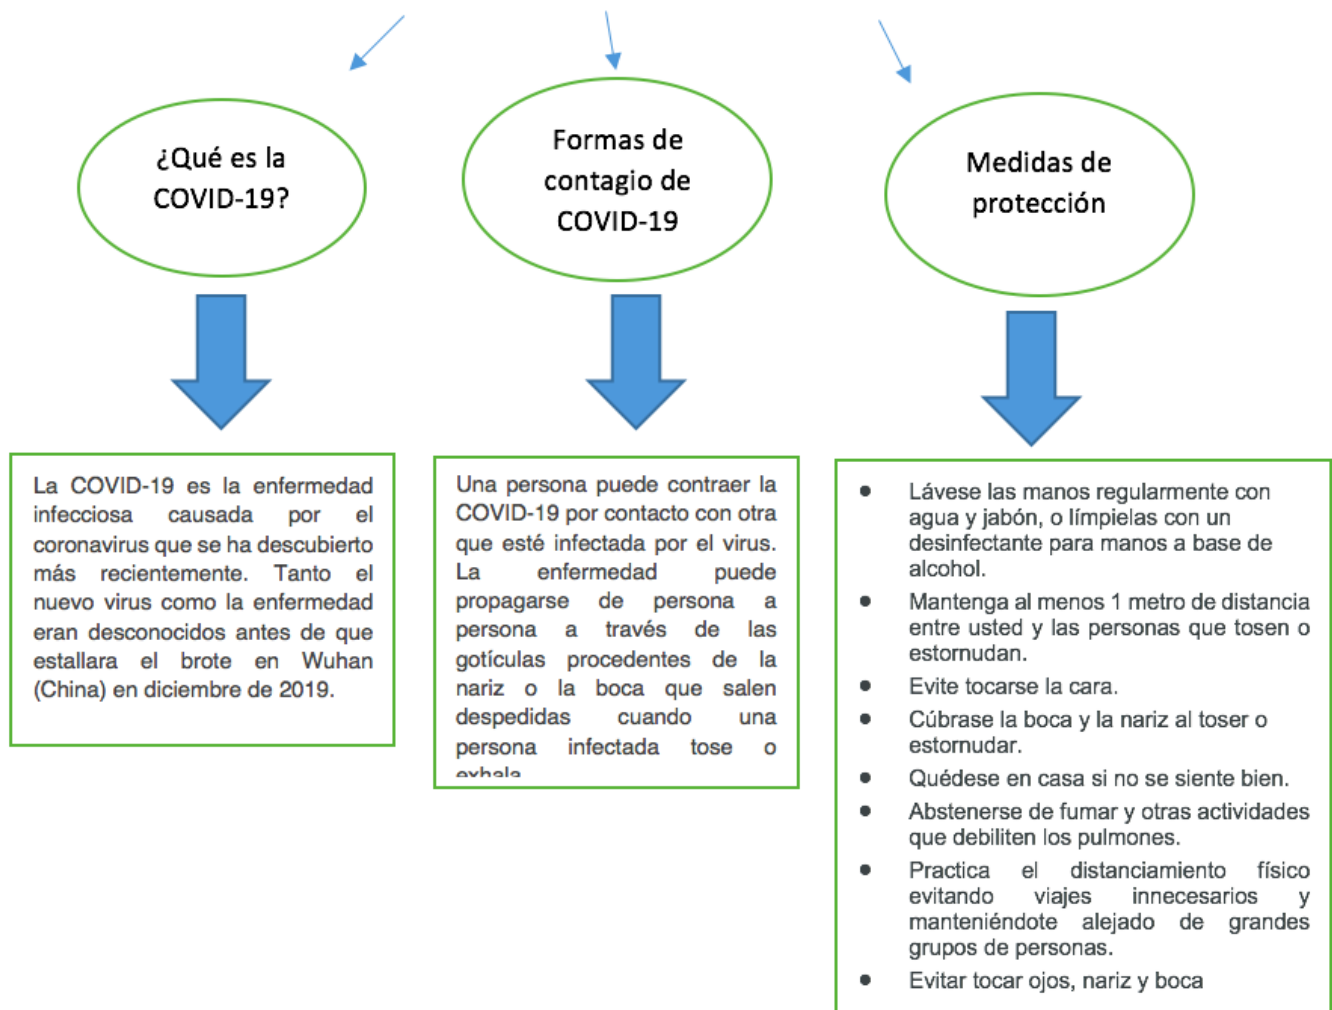 ¿Qué es la
COVID-19?
Formas de
contagio de
COVID-19
Medidas de
protección
La COVID-19 es la enfermedad
infecciosa causada por el
coronavirus que se ha descubierto
más recientemente. Tanto el
nuevo virus como la enfermedad
eran desconocidos antes de que
estallara el brote en Wuhan
(China) en diciembre de 2019.
Una persona puede contraer la
COVID-19 por contacto con otra
que esté infectada por el virus.
La enfermedad puede
propagarse de persona a
persona a través de las
gotículas procedentes de la
nariz o la boca que salen
despedidas cuando una
persona infectada tose o
exhala
● Lávese las manos regularmente con
agua y jabón, o límpielas con un
desinfectante para manos a base de
alcohol.
● Mantenga al menos 1 metro de distancia
entre usted y las personas que tosen o
estornudan.
● Evite tocarse la cara.
● Cúbrase la boca y la nariz al toser o
estornudar.
● Quédese en casa si no se siente bien.
● Abstenerse de fumar y otras actividades
que debiliten los pulmones.
● Practica el distanciamiento físico
evitando viajes innecesarios y
manteniéndote alejado de grandes
grupos de personas.
● Evitar tocar ojos, nariz y boca